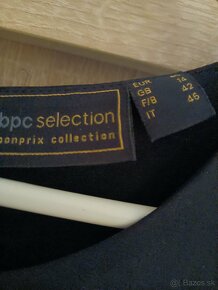 bpc selection
bonprix collection
EUR
GB 14
F/B 42
IT 46
© Bazos.sk